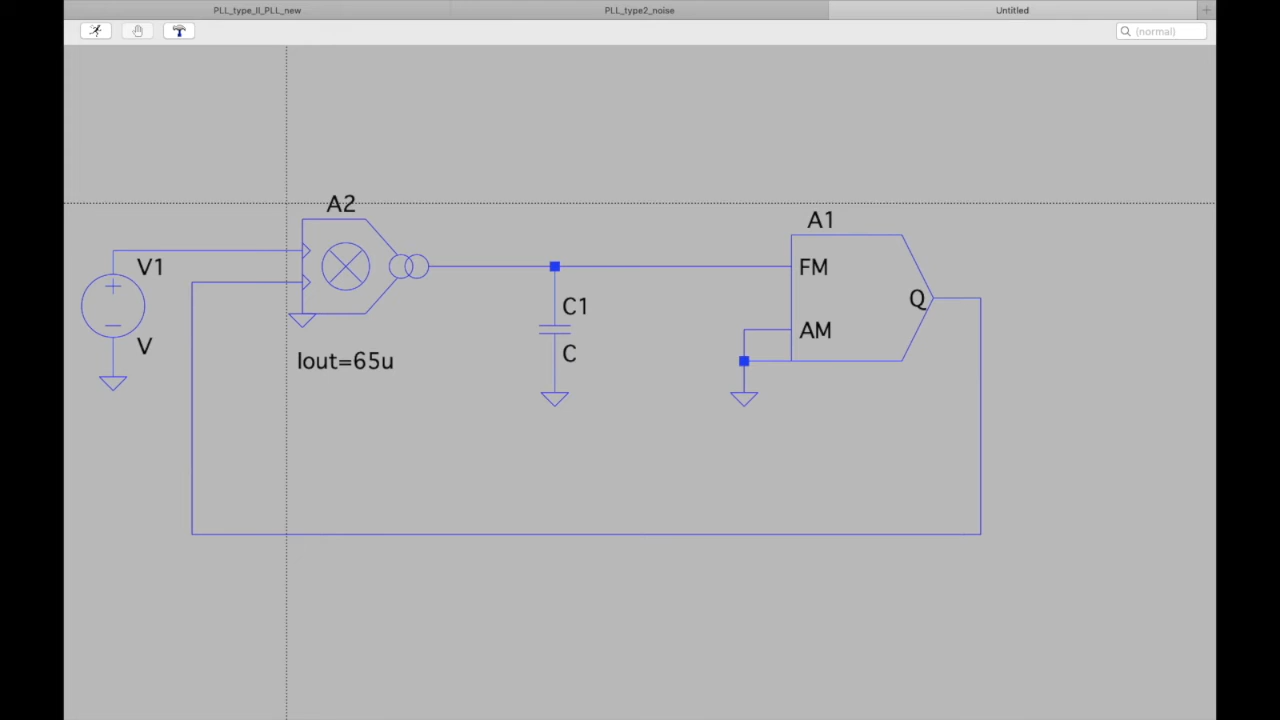 PLL_type_II_PLL_new
PLL_type2_noise
Untitled
(normal)
A2
A1
V1
FM
Q
C1
AM
V
C
Iout=65u